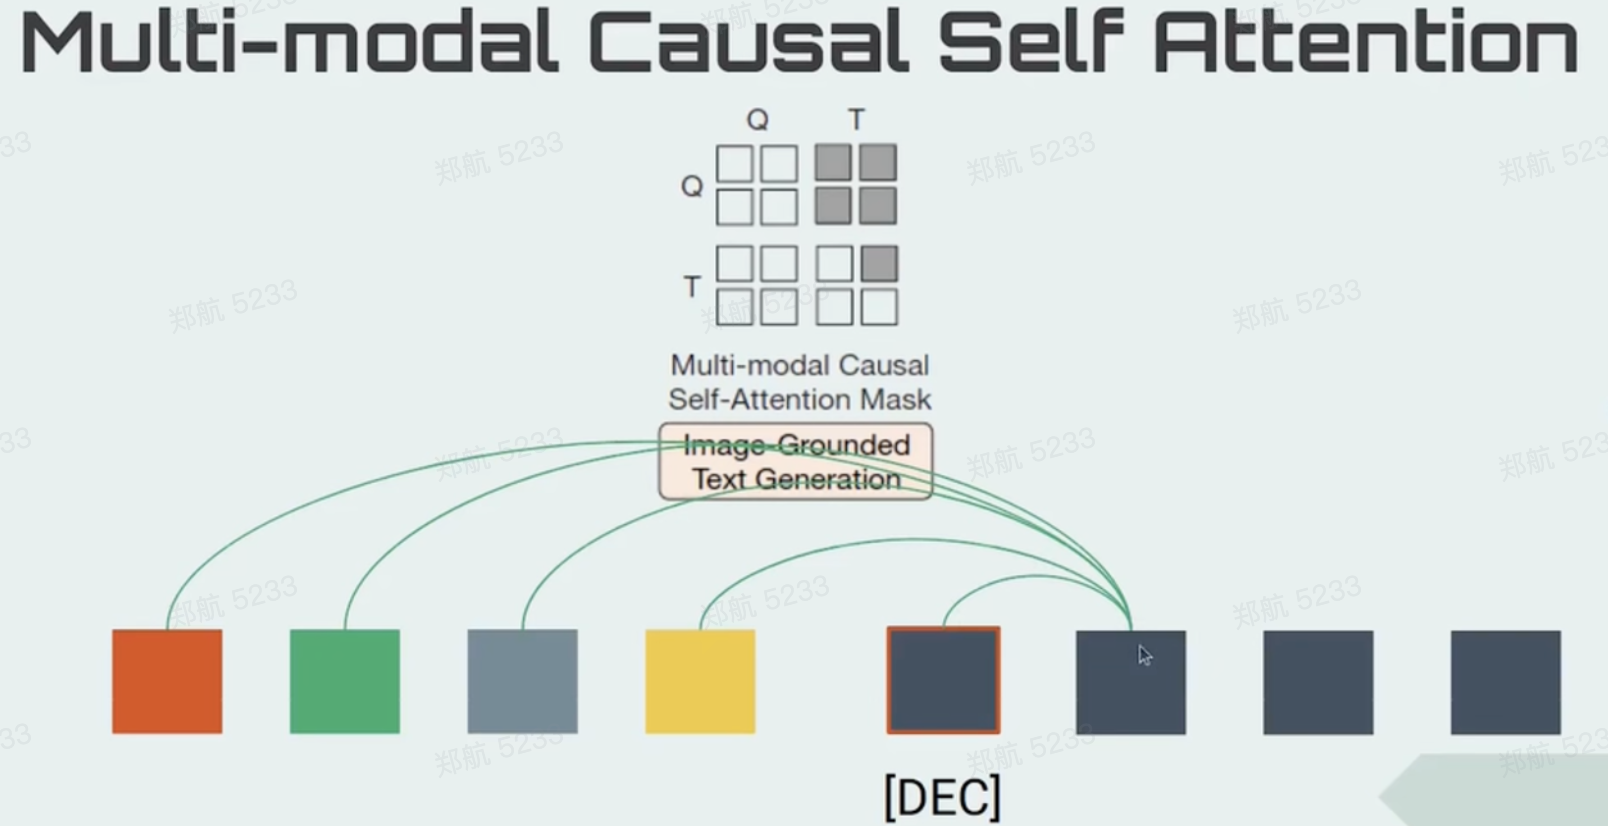 Multi-modal Causal Self Attention
Q T
Q
T
Multi-modal Causal
Self-Attention Mask
Image-Grounded
Text Generation
[DEC]
郑航 5233